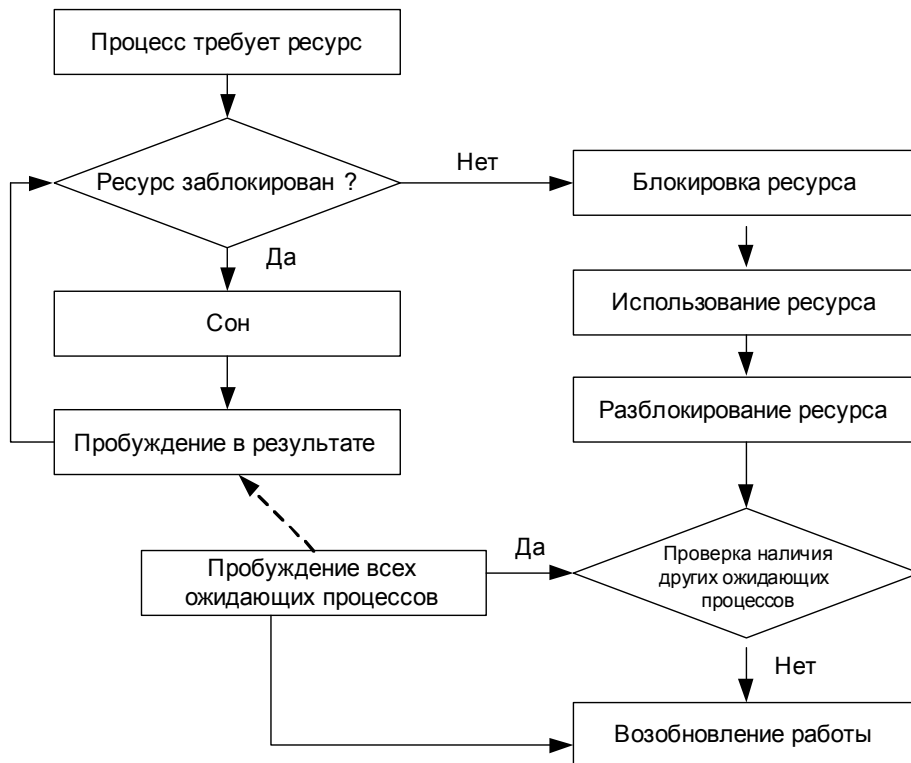 Процесс требует ресурс
Ресурс заблокирован ?
Нет
Блокировка ресурса
Да
Использование ресурса
Сон
Разблокирование ресурса
Пробуждение в результате
Да
Проверка наличия
других ожидающих
процессов
Пробуждение всех
ожидающих процессов
Нет
Возобновление работы